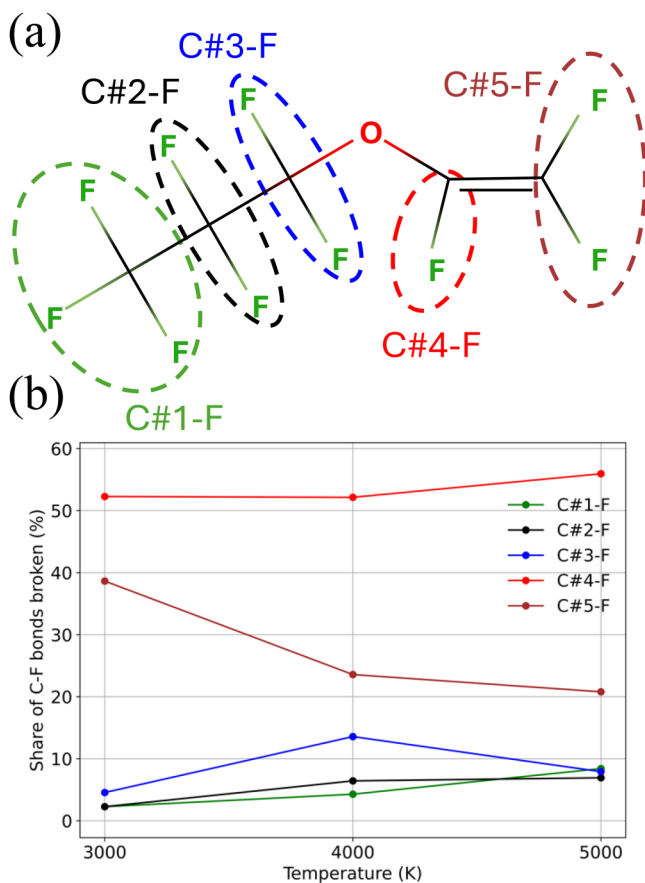 (a)
C#3-F
C#2-F
C#5-F
F
F
O
F
F
F
F
F
F
F
F
C#4-F
C#1-F
(b)
60
50
40
30
20
10
0
Share of C-F bonds broken (%)
C#1-F
C#2-F
C#3-F
C#4-F
C#5-F
3000
4000
5000
Temperature (K)